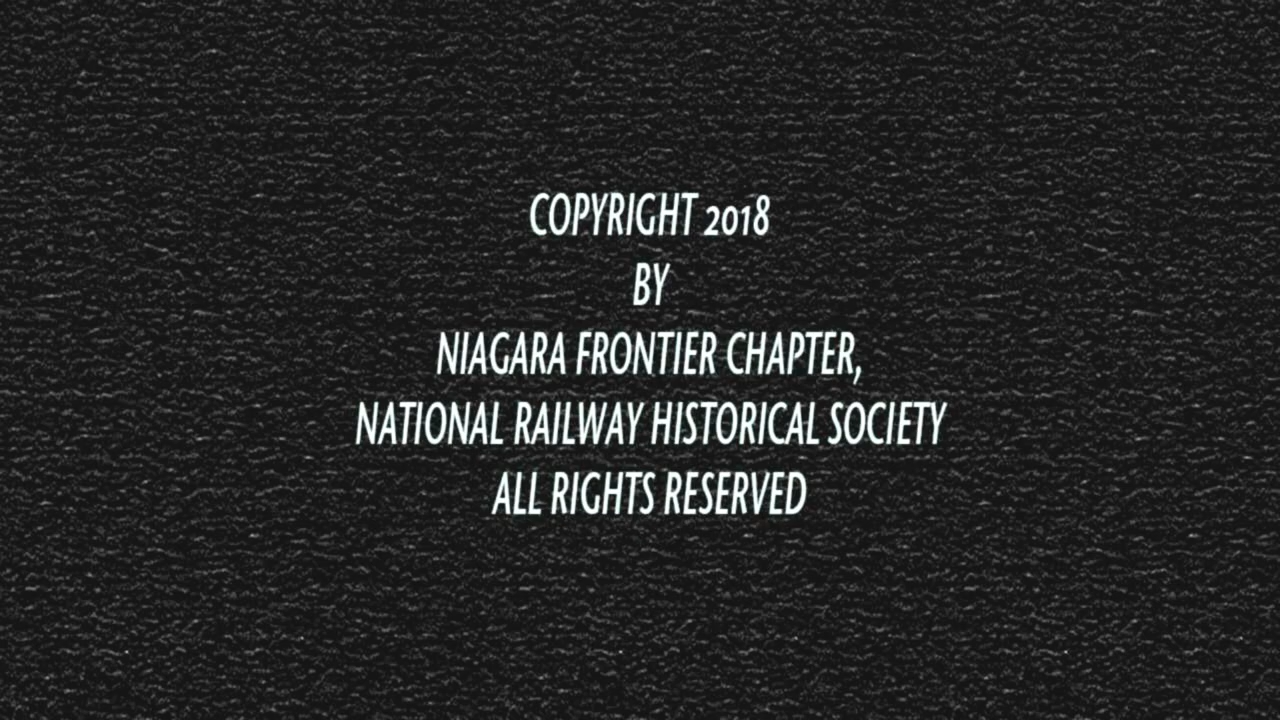 COPYRIGHT 2018
BY
NIAGARA FRONTIER CHAPTER,
NATIONAL RAILWAY HISTORICAL SOCIETY
ALL RIGHTS RESERVED